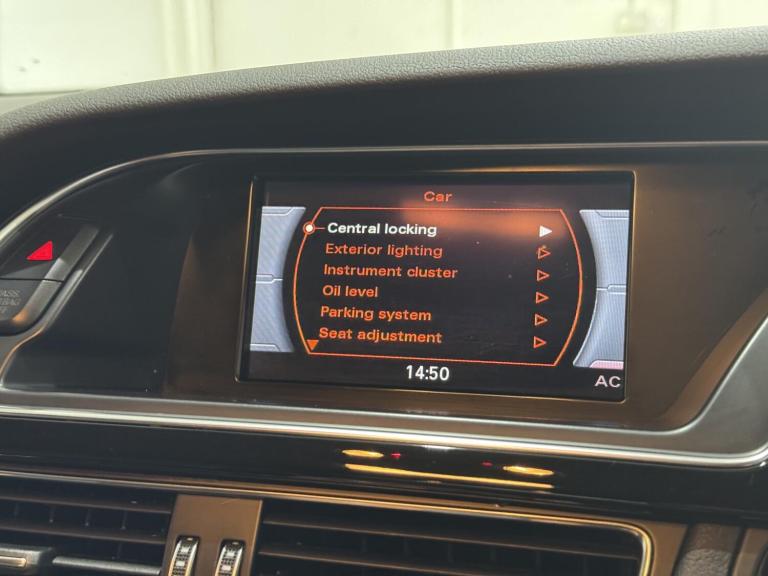 Car
Central locking
Exterior lighting
Instrument cluster
Oil level
Parking system
Seat adjustment
14:50
AC